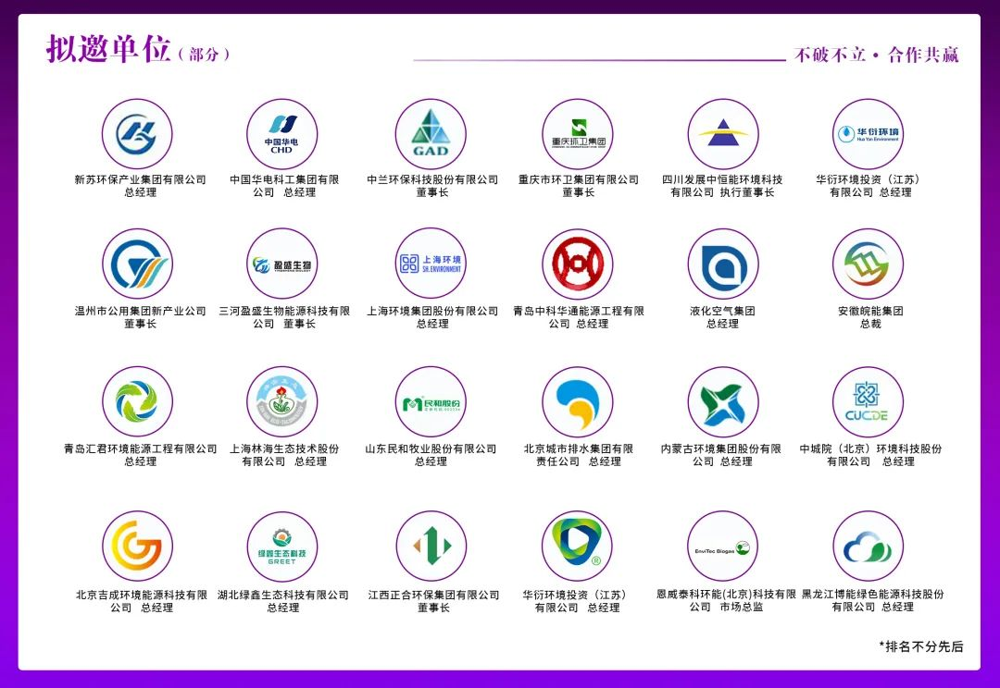 拟邀单位（部分）
不破不立·合作共赢
中国华电
CHD
GAD
重庆环卫集团
华衍环境
Hua Yan Environment
新苏环保产业集团有限公司
总经理
中国华电科工集团有限
公司 总经理
中兰环保科技股份有限公司
董事长
重庆市环卫集团有限公司
董事长
四川发展中恒能环境科技
有限公司 执行董事长
华衍环境投资（江苏）
有限公司 总经理
盈盛生物
上海环境
SH.ENVIRONMENT
温州市公用集团新产业公司
董事长
三河盈盛生物能源科技有限
公司 董事长
上海环境集团股份有限公司
总经理
青岛中科华通能源工程有限
公司 总经理
液化空气集团
总经理
安徽皖能集团
总裁
民和股份
CUCDE
青岛汇君环境能源工程有限公司
总经理
上海林海生态技术股份
有限公司 总经理
山东民和牧业股份有限公司
总经理
北京城市排水集团有限
责任公司 总经理
内蒙古环境集团股份有限
公司 总经理
中城院（北京）环境科技股份
有限公司 总经理
绿鑫生态科技
GREET
®
EnviTec Biogas
北京吉成环境能源科技有限
公司 总经理
湖北绿鑫生态科技有限公司
总经理
江西正合环保集团有限公司
董事长
华衍环境投资（江苏）
有限公司 总经理
恩威泰科环能(北京)科技有限
公司 市场总监
黑龙江博能绿色能源科技股份
有限公司 总经理
*排名不分先后